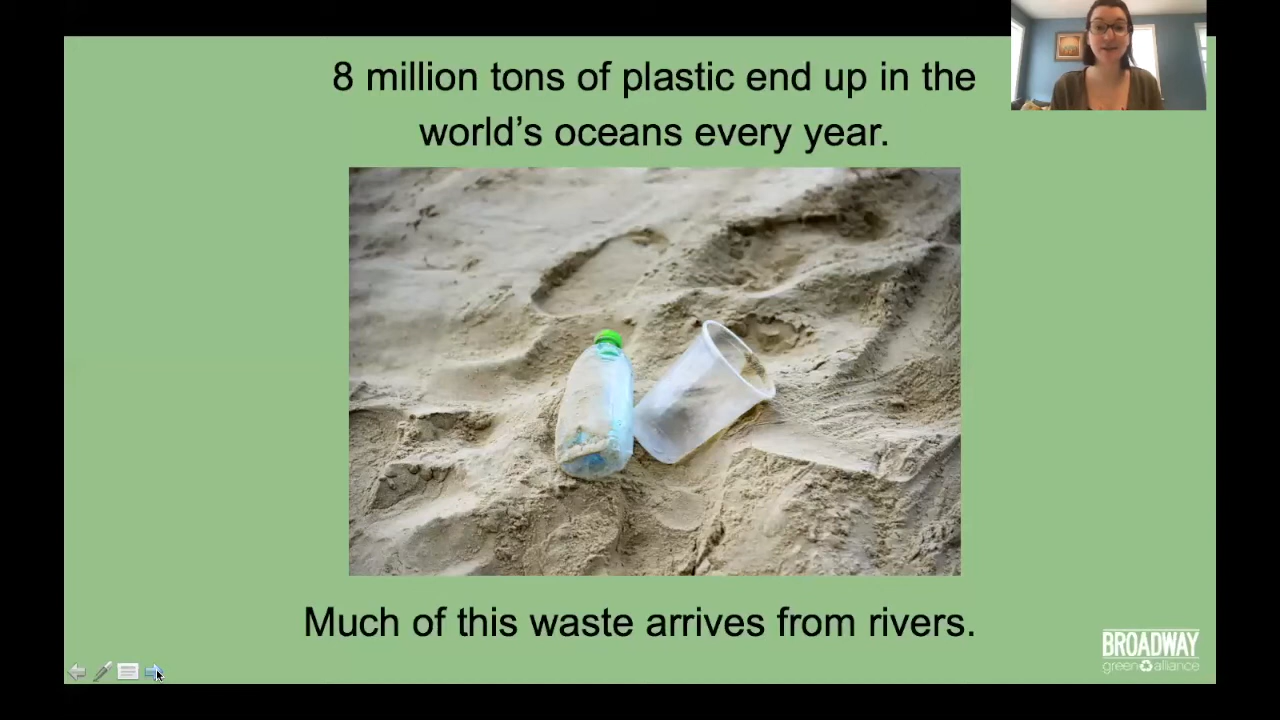 8 million tons of plastic end up in the
world’s oceans every year.
Much of this waste arrives from rivers.
BROADWAY
green alliance